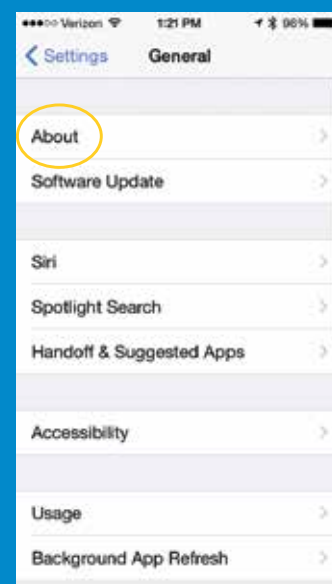 Verizon 1:21 PM 96%
Settings General
About
Software Update
Siri
Spotlight Search
Handoff & Suggested Apps
Accessibility
Usage
Background App Refresh